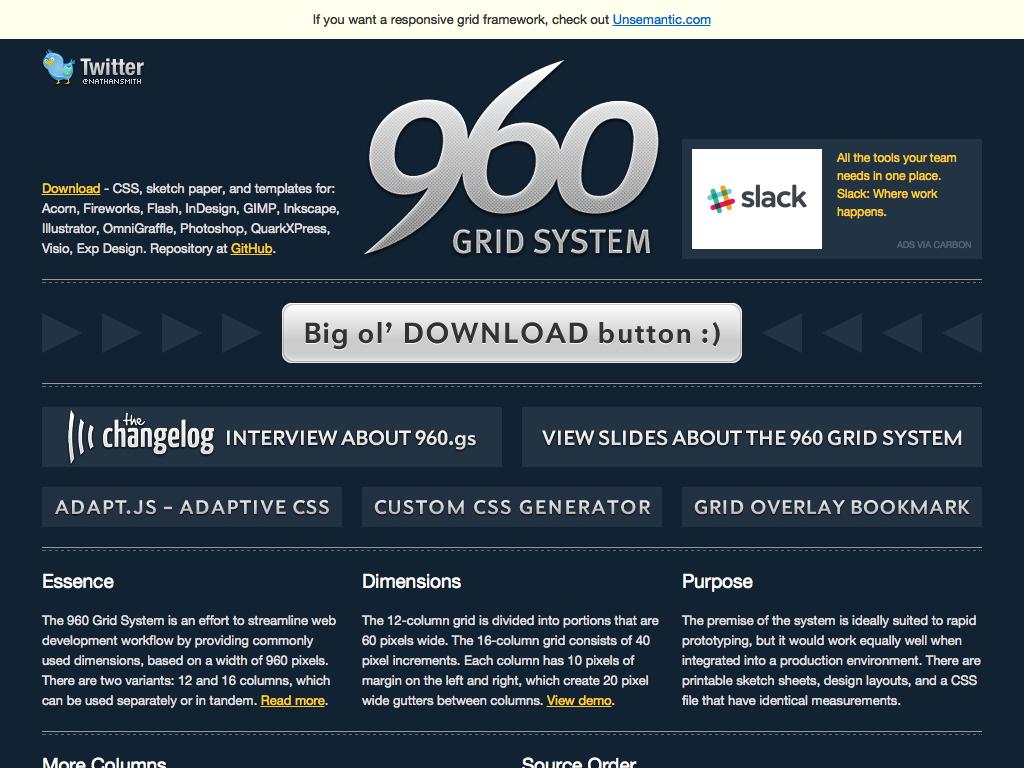 If you want a responsive grid framework, check out Unsemantic.com
Twitter
@NATHANSMITH
960
GRID SYSTEM
Download - CSS, sketch paper, and templates for:
Acorn, Fireworks, Flash, InDesign, GIMP, Inkscape,
Illustrator, OmniGraffle, Photoshop, QuarkXPress,
Visio, Exp Design. Repository at GitHub.
slack
All the tools your team
needs in one place.
Slack: Where work
happens.
ADS VIA CARBON
Big ol’ DOWNLOAD button :)
the changelog INTERVIEW ABOUT 960.gs
VIEW SLIDES ABOUT THE 960 GRID SYSTEM
ADAPT.JS – ADAPTIVE CSS
CUSTOM CSS GENERATOR
GRID OVERLAY BOOKMARK
Essence
The 960 Grid System is an effort to streamline web
development workflow by providing commonly
used dimensions, based on a width of 960 pixels.
There are two variants: 12 and 16 columns, which
can be used separately or in tandem. Read more.
Dimensions
The 12-column grid is divided into portions that are
60 pixels wide. The 16-column grid consists of 40
pixel increments. Each column has 10 pixels of
margin on the left and right, which create 20 pixel
wide gutters between columns. View demo.
Purpose
The premise of the system is ideally suited to rapid
prototyping, but it would work equally well when
integrated into a production environment. There are
printable sketch sheets, design layouts, and a CSS
file that have identical measurements.
More Columns
Source Order